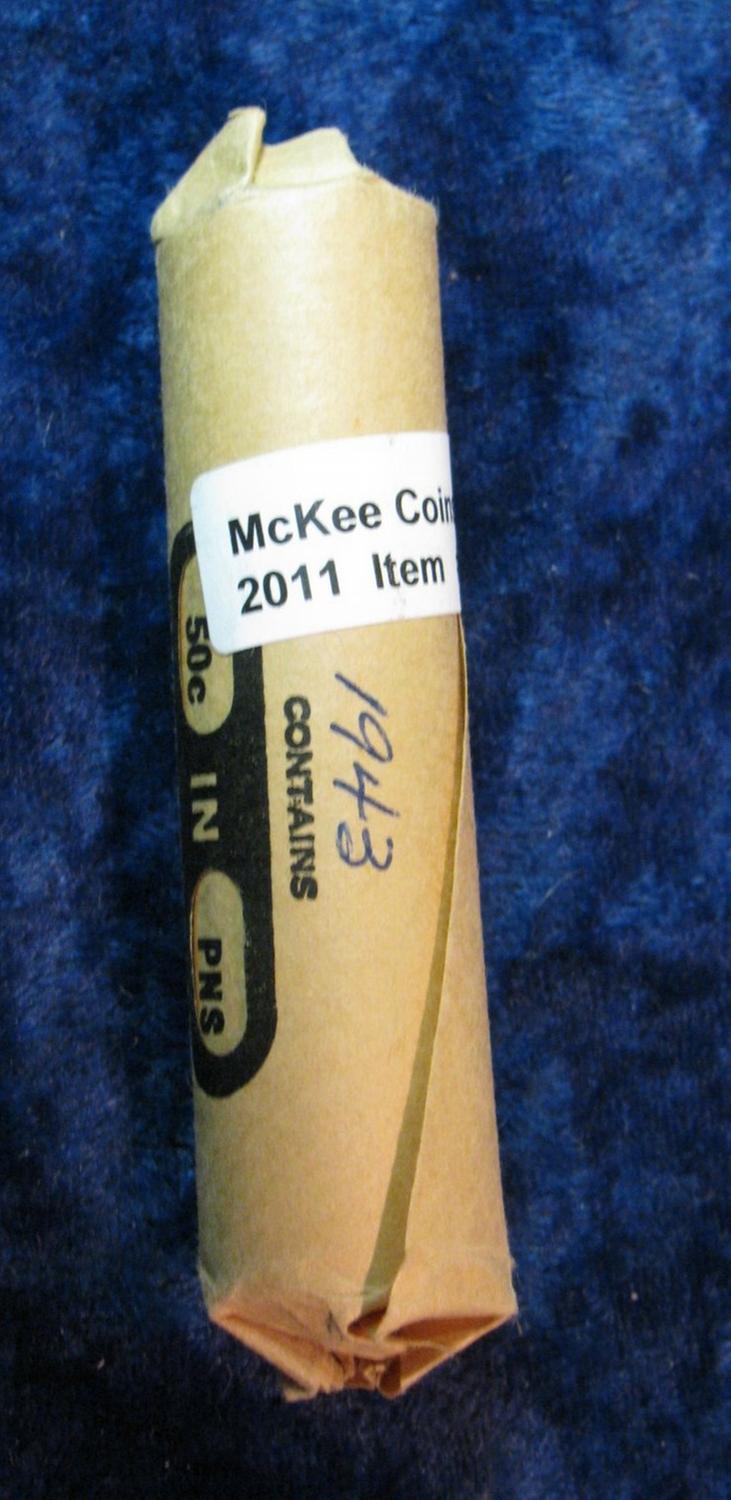 McKee Coin
2011 Item
1943
CONTAINS
50c IN PNS